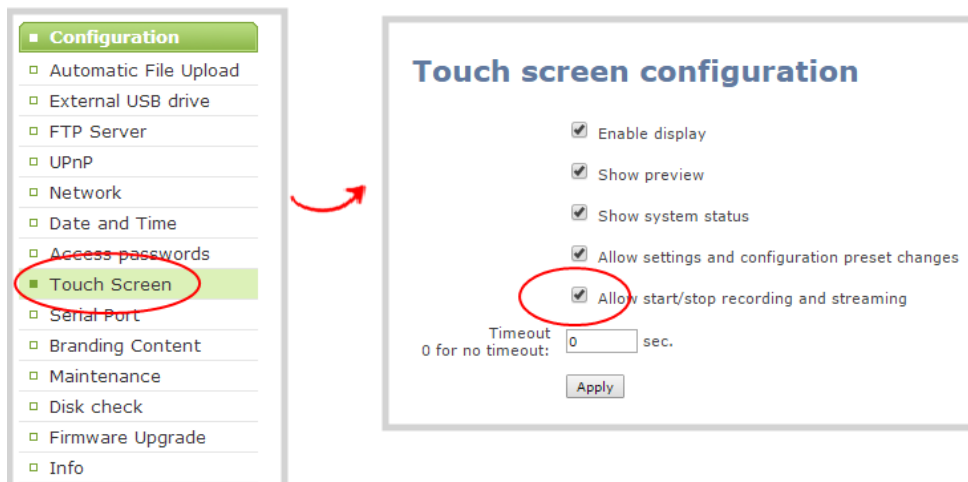 Configuration
Automatic File Upload
External USB drive
FTP Server
UPnP
Network
Date and Time
Access passwords
Touch Screen
Serial Port
Branding Content
Maintenance
Disk check
Firmware Upgrade
Info
Touch screen configuration
Enable display
Show preview
Show system status
Allow settings and configuration preset changes
Allow start/stop recording and streaming
Timeout
0 for no timeout: 0 sec.
Apply